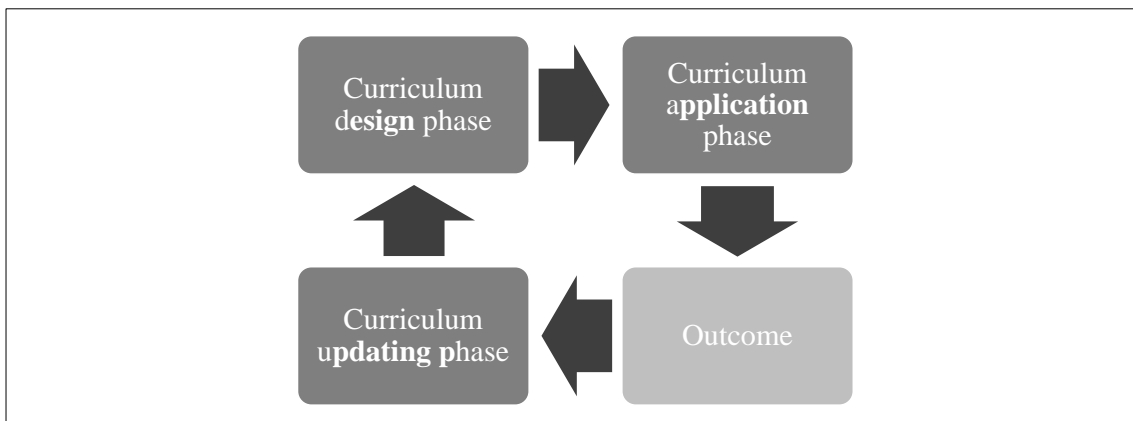 Curriculum
design phase
Curriculum
application
phase
Curriculum
updating phase
Outcome